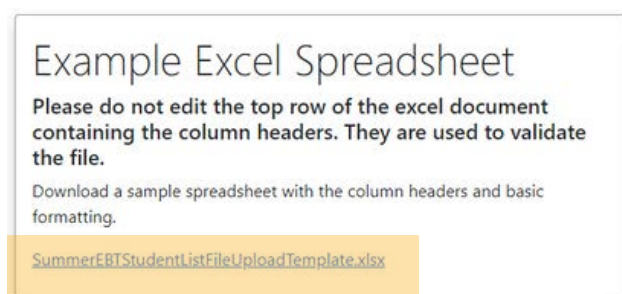 Example Excel Spreadsheet
Please do not edit the top row of the excel document
containing the column headers. They are used to validate
the file.
Download a sample spreadsheet with the column headers and basic
formatting.
SummerEBTStudentListFileUploadTemplate.xlsx